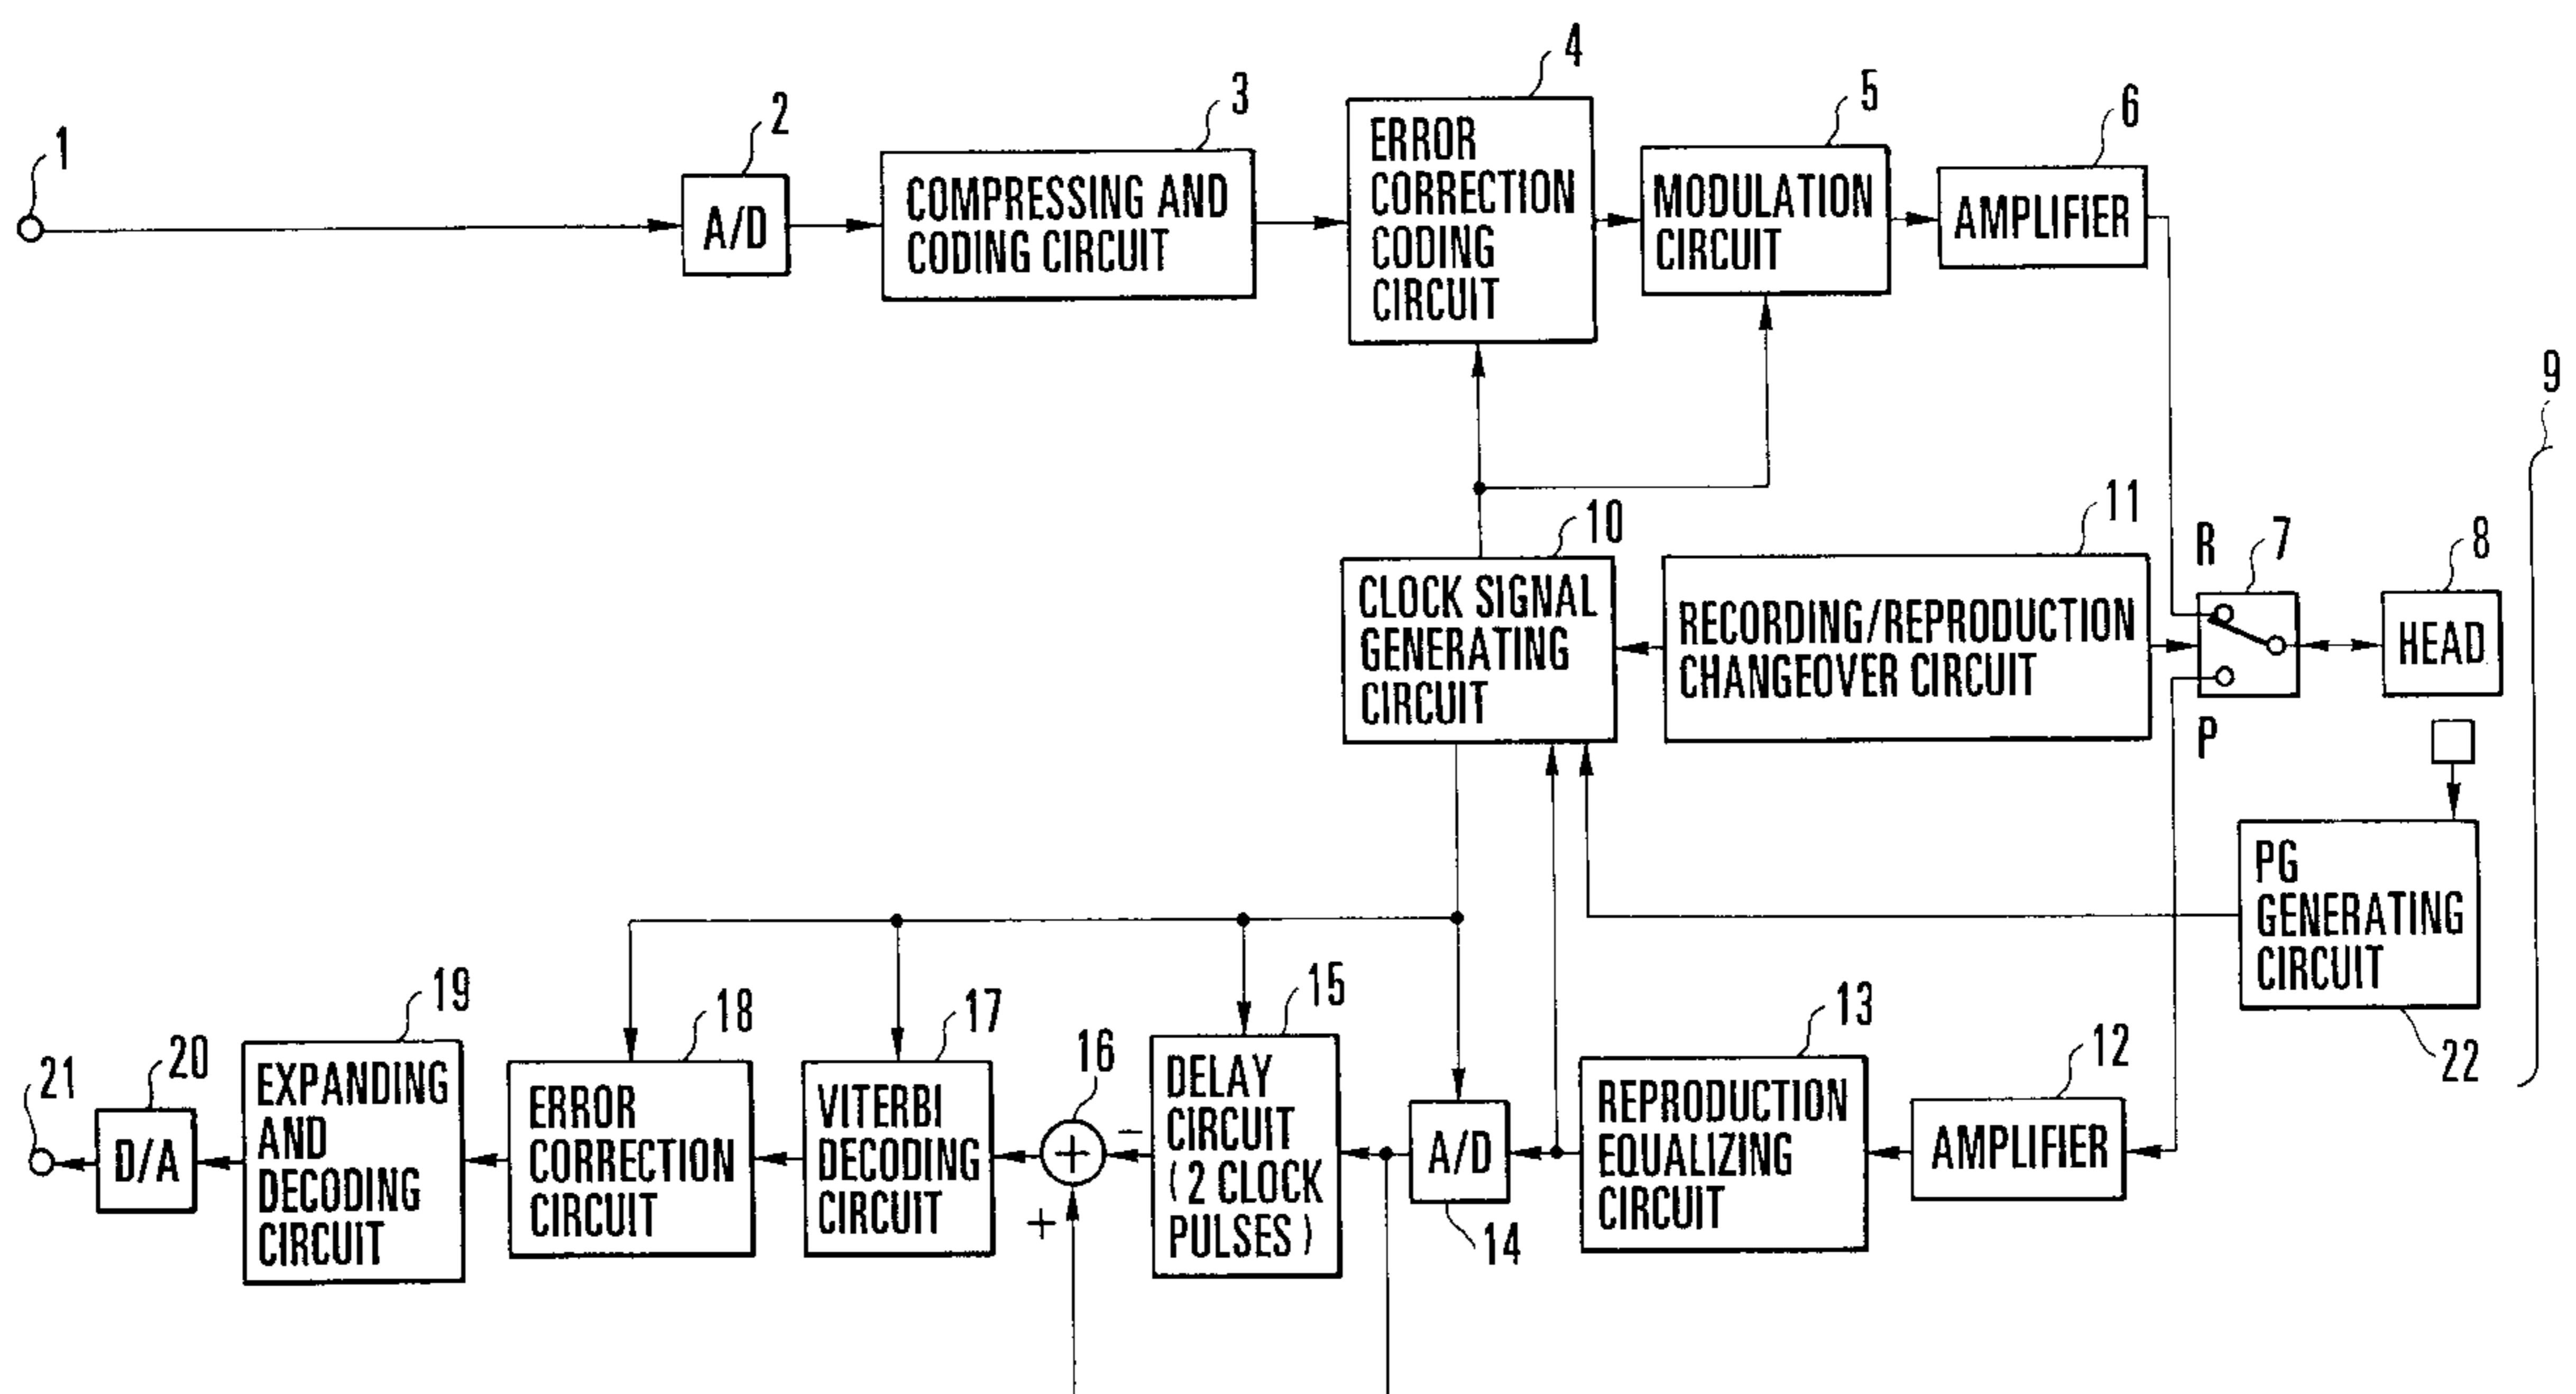 1
2
A/D
3
COMPRESSING AND
CODING CIRCUIT
4
ERROR
CORRECTION
CODING
CIRCUIT
5
MODULATION
CIRCUIT
6
AMPLIFIER
9
10
CLOCK SIGNAL
GENERATING
CIRCUIT
11
RECORDING/REPRODUCTION
CHANGEOVER CIRCUIT
R
7
P
8
HEAD
PG
GENERATING
CIRCUIT
22
21
20
D/A
19
EXPANDING
AND
DECODING
CIRCUIT
18
ERROR
CORRECTION
CIRCUIT
17
VITERBI
DECODING
CIRCUIT
16
+
−
+
15
DELAY
CIRCUIT
(2 CLOCK
PULSES)
A/D
14
13
REPRODUCTION
EQUALIZING
CIRCUIT
12
AMPLIFIER